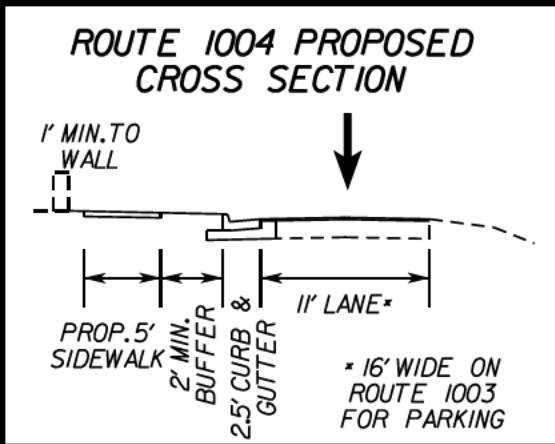 ROUTE 1004 PROPOSED
CROSS SECTION
1' MIN. TO
WALL
PROP. 5'
SIDEWALK
2' MIN.
BUFFER
2.5' CURB &
GUTTER
11' LANE*
* 16' WIDE ON
ROUTE 1003
FOR PARKING